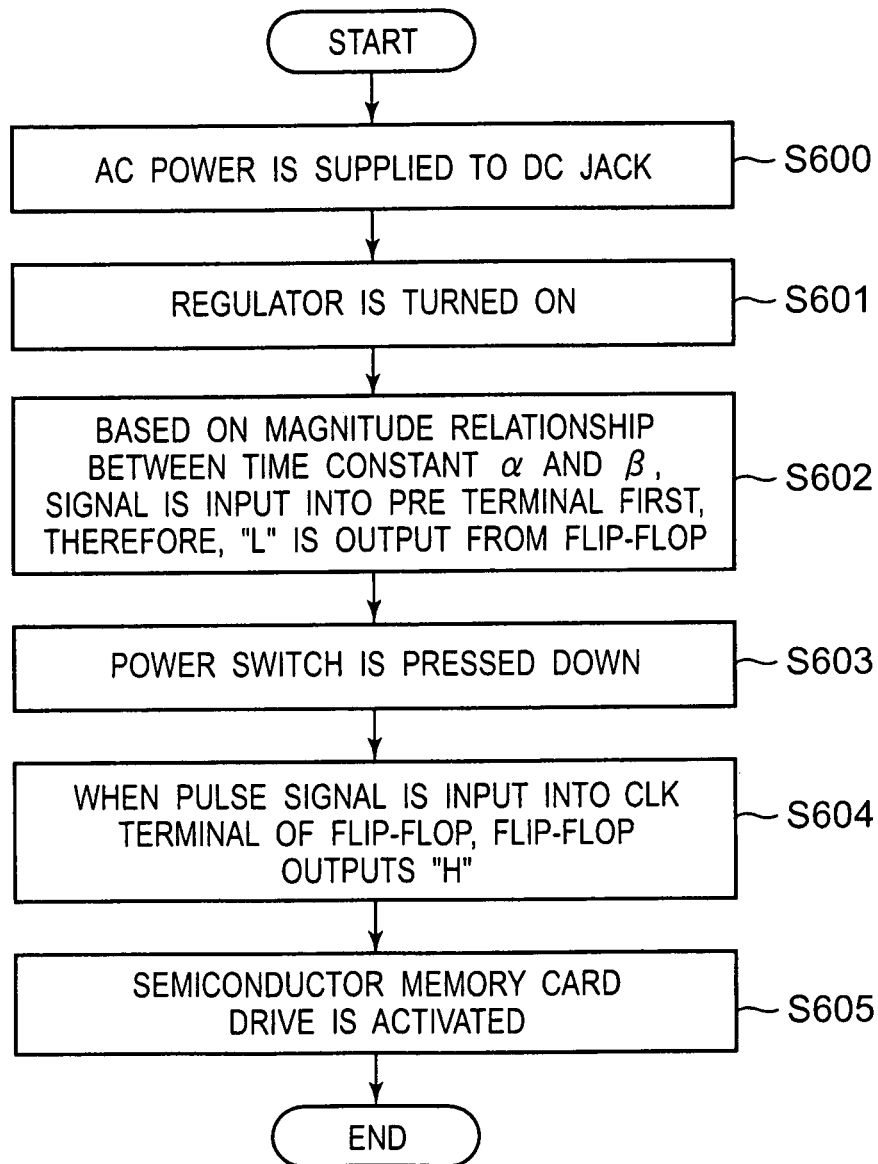 START
AC POWER IS SUPPLIED TO DC JACK
S600
REGULATOR IS TURNED ON
S601
BASED ON MAGNITUDE RELATIONSHIP
BETWEEN TIME CONSTANT α AND β,
SIGNAL IS INPUT INTO PRE TERMINAL FIRST,
THEREFORE, "L" IS OUTPUT FROM FLIP-FLOP
S602
POWER SWITCH IS PRESSED DOWN
S603
WHEN PULSE SIGNAL IS INPUT INTO CLK
TERMINAL OF FLIP-FLOP, FLIP-FLOP
OUTPUTS "H"
S604
SEMICONDUCTOR MEMORY CARD
DRIVE IS ACTIVATED
S605
END